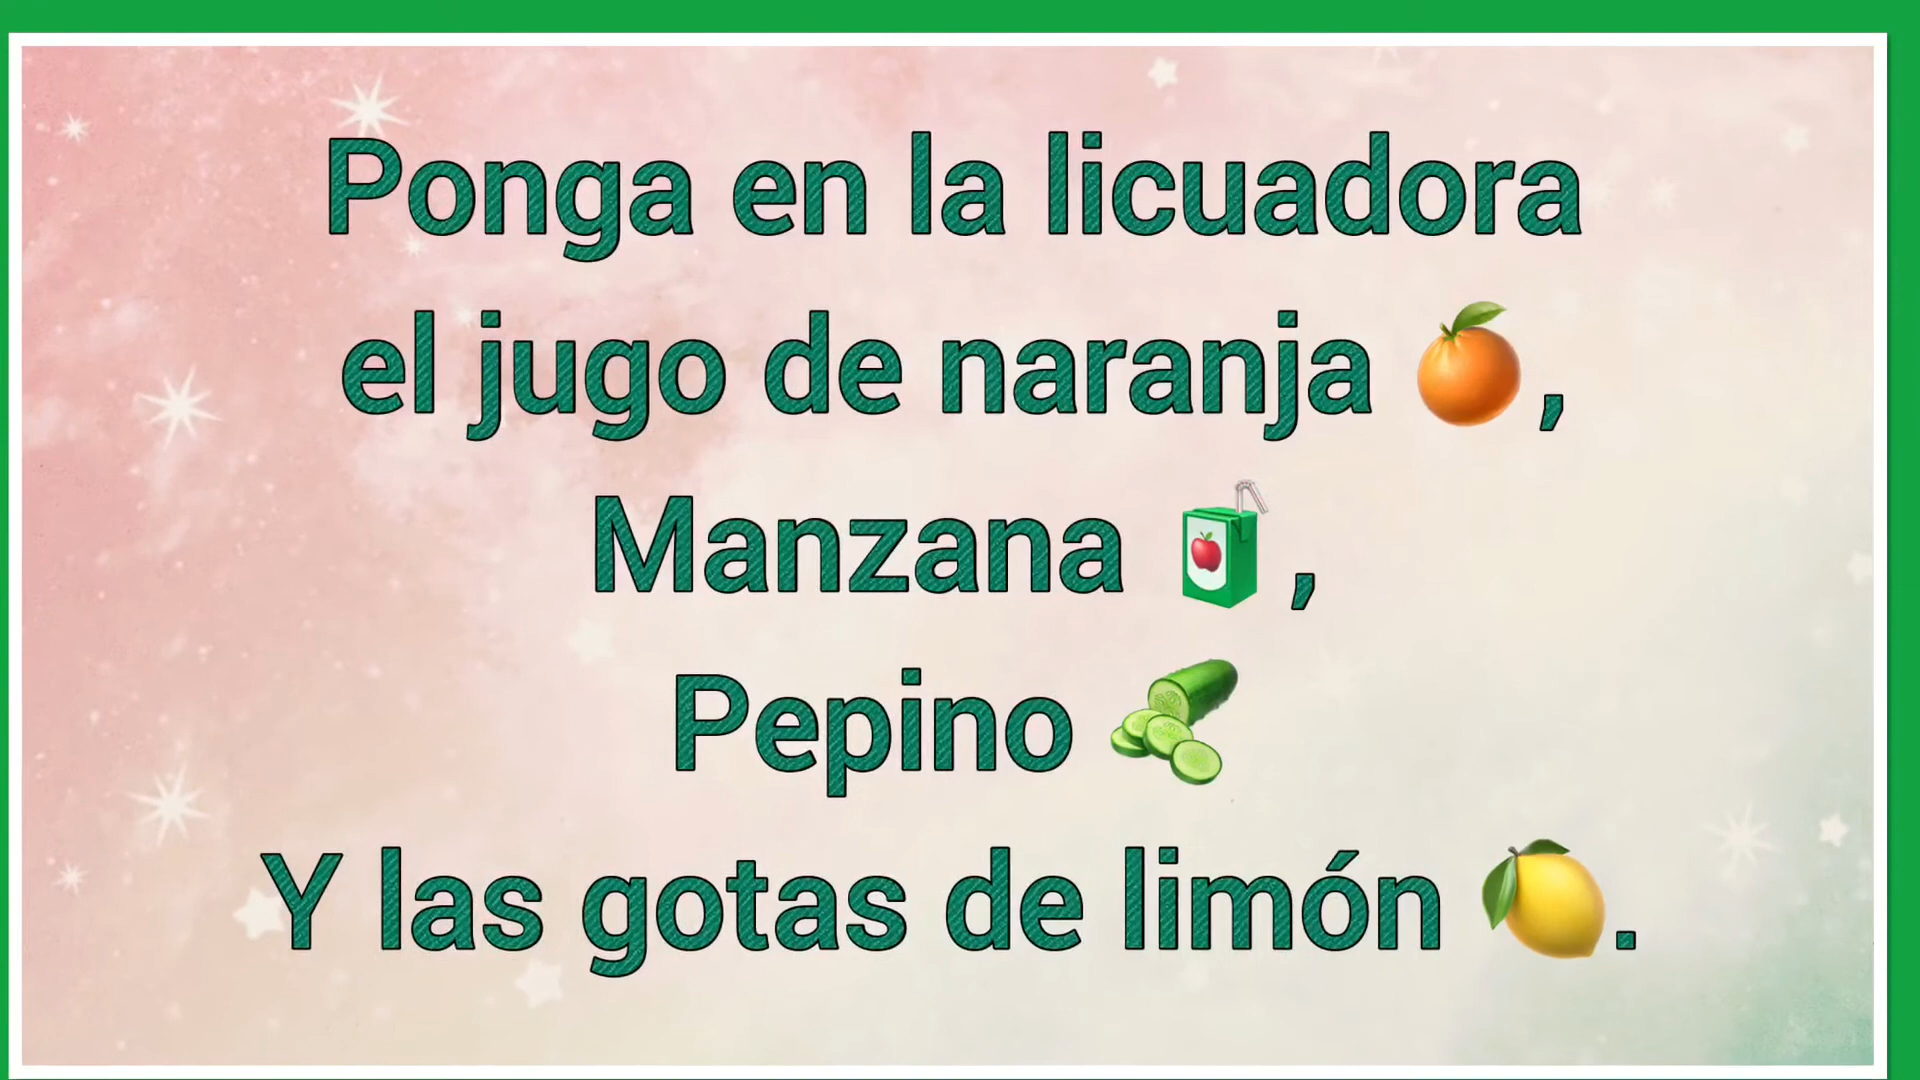 Ponga en la licuadora
el jugo de naranja 🍊,
Manzana 🧃,
Pepino 🥒
Y las gotas de limón 🍋.